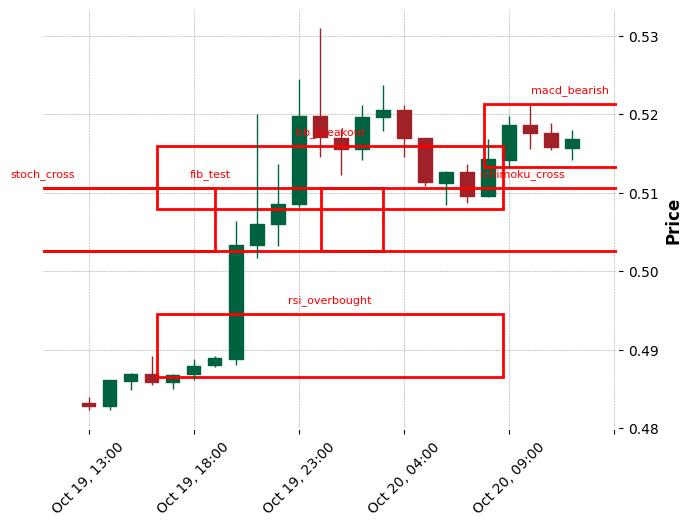 0.53
macd_bearish
0.52
bb_breakout
stoch_cross
fib_test
ichimoku_cross
0.51
Price
0.50
rsi_overbought
0.49
0.48
Oct 19, 13:00
Oct 19, 18:00
Oct 19, 23:00
Oct 20, 04:00
Oct 20, 09:00